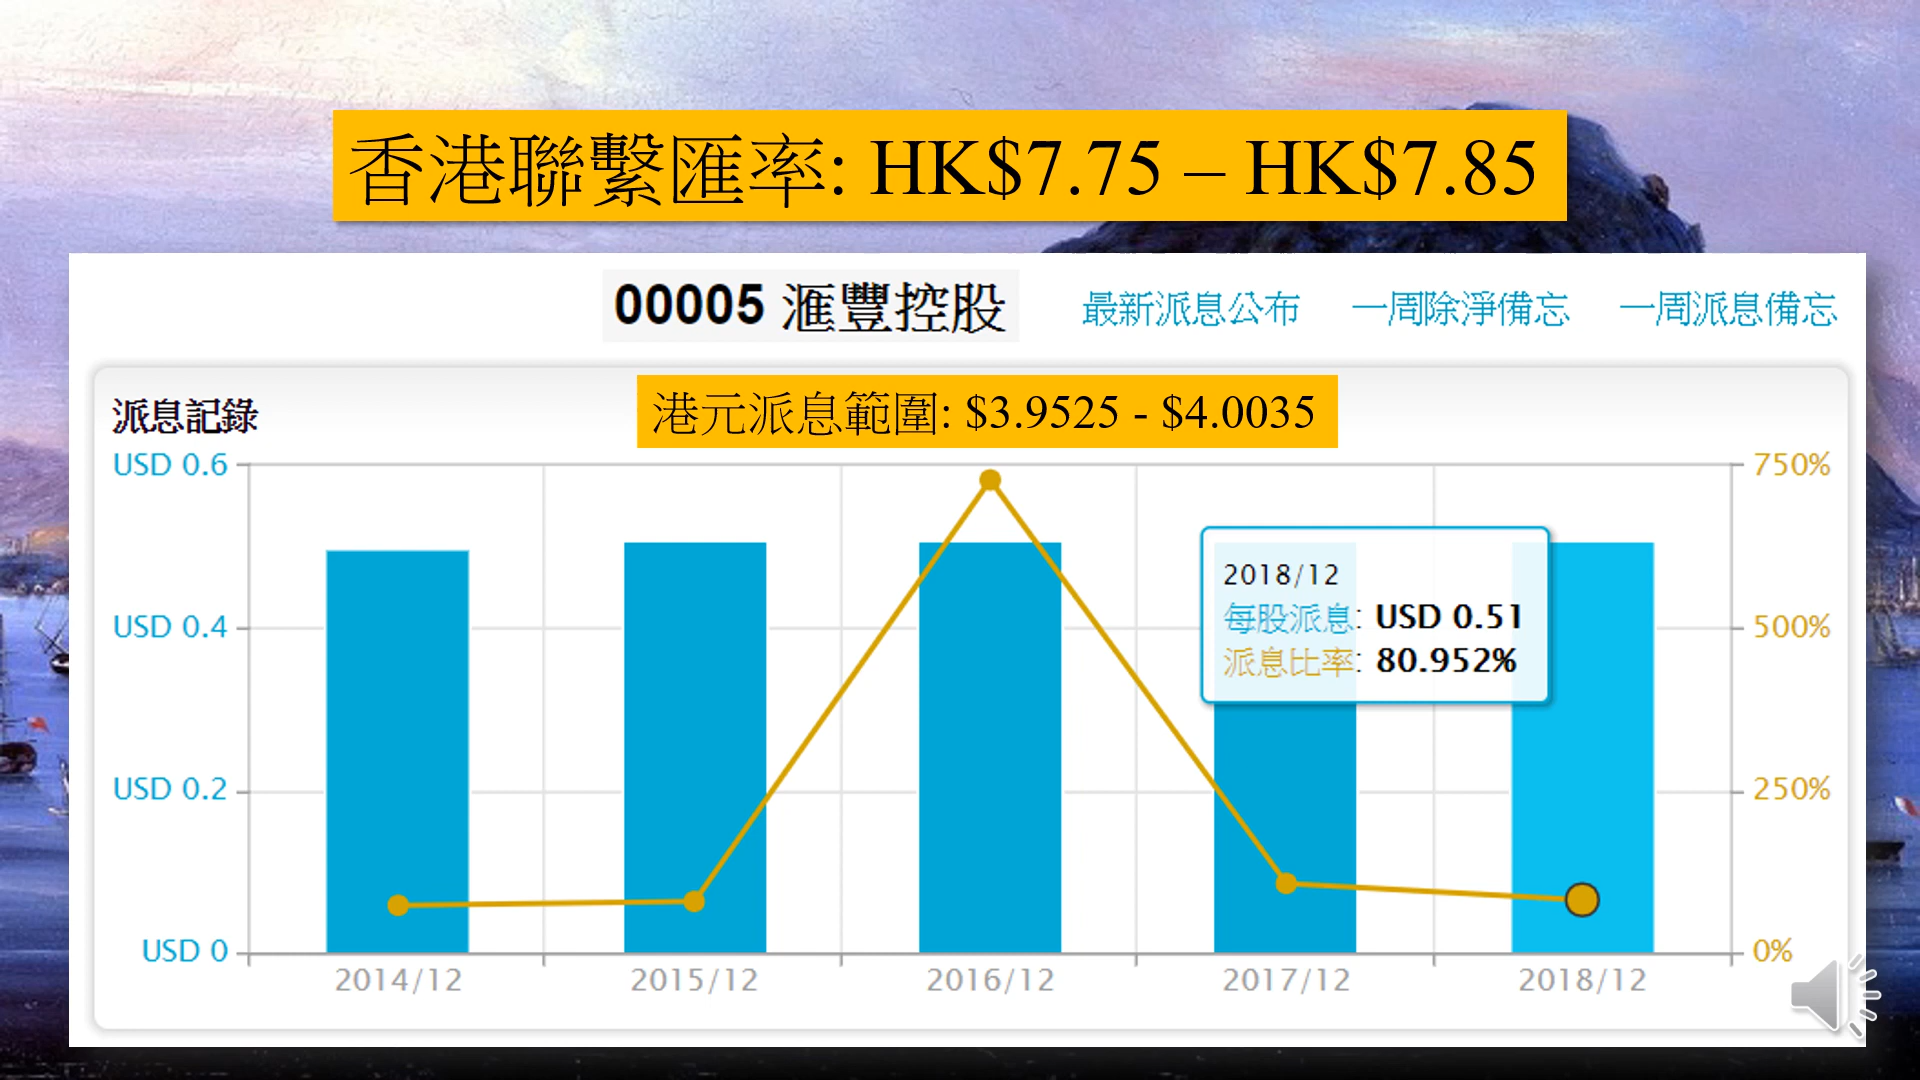 香港聯繫匯率: HK$7.75 – HK$7.85
00005 滙豐控股
最新派息公布 一周除淨備忘 一周派息備忘
派息記錄
港元派息範圍: $3.9525 - $4.0035
USD 0.6
USD 0.4
USD 0.2
USD 0
750%
500%
250%
0%
2018/12
每股派息: USD 0.51
派息比率: 80.952%
2014/12 2015/12 2016/12 2017/12 2018/12